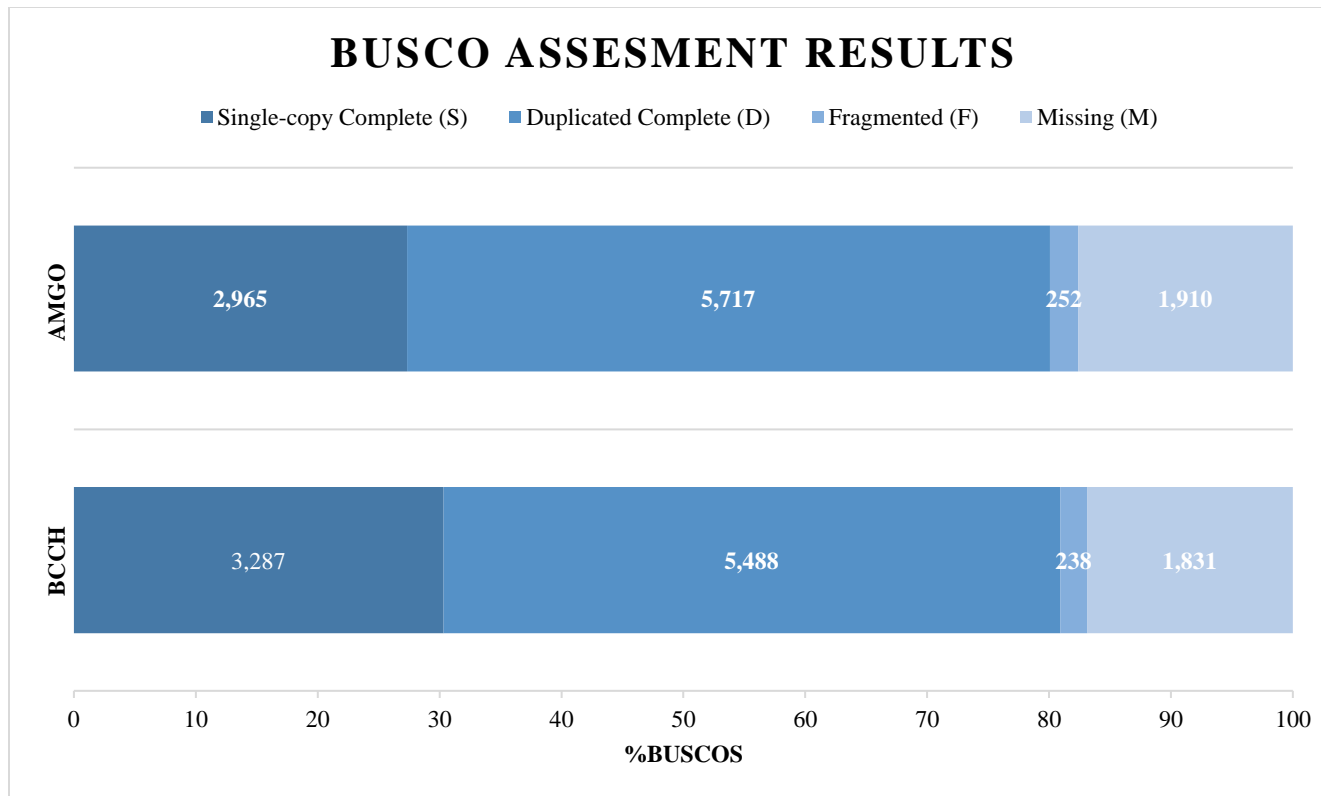 BUSCO ASSESMENT RESULTS
Single-copy Complete (S) Duplicated Complete (D) Fragmented (F) Missing (M)
AMGO
2,965 5,717 252 1,910
BCCH
3,287 5,488 238 1,831
0 10 20 30 40 50 60 70 80 90 100
%BUSCOS